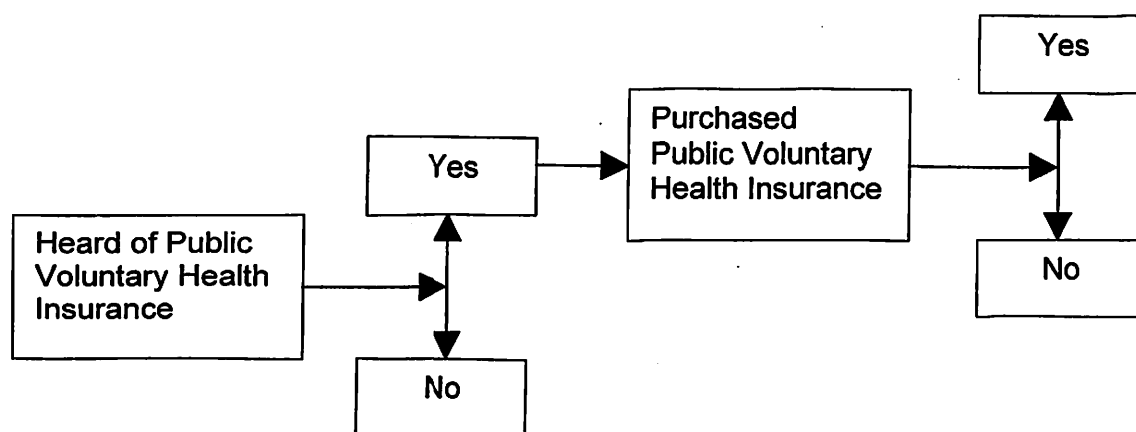 Heard of Public
Voluntary Health
Insurance
Yes
No
Purchased
Public Voluntary
Health Insurance
Yes
No